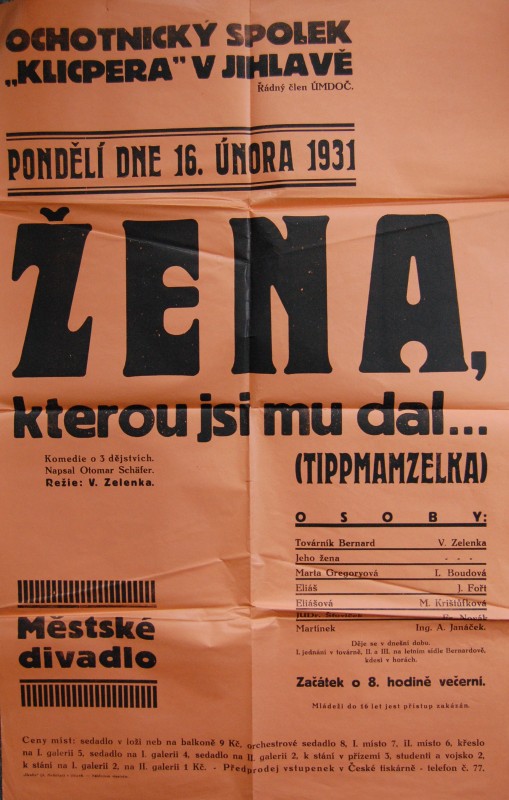 OCHOTNICKÝ SPOLEK
„KLICPERA" V JIHLAVĚ
Řádný člen ÚMDOČ.
PONDĚLÍ DNE 16. ÚNORA 1931
ŽENA,
kterou jsi mu dal...
(TIPPMAMZELKA)
Komedie o 3 dějstvích.
Napsal Otomar Schäfer.
Režie: V. Zelenka.
OSOBY:
Továrník Bernard V. Zelenka
Jeho žena - - -
Marta Gregoryová L. Boudová
Eliáš J. Fořt
Eliášová M. Krištůfková
Novák
Martinek Ing. A. Janáček.
Děje se v dnešní dobu.
I. jednání v továrně, II. a III. na letním sídle Bernardově,
kdesi v horách.
Začátek o 8. hodině večerní.
Mládeži do 16 let jest přístup zakázán.
Městské
divadlo
Ceny míst: sedadlo v loži neb na balkoně 9 Kč, orchestrové sedadlo 8, I. místo 7, II. místo 6, křeslo
na I. galerii 5, sedadlo na I. galerii 4, sedadlo na II. galerii 2, k stání v přízemí 3, studenti a vojsko 2,
k stání na I. galerii 2, na II. galerii 1 Kč. - Předprodej vstupenek v České tiskárně - telefon č. 77.